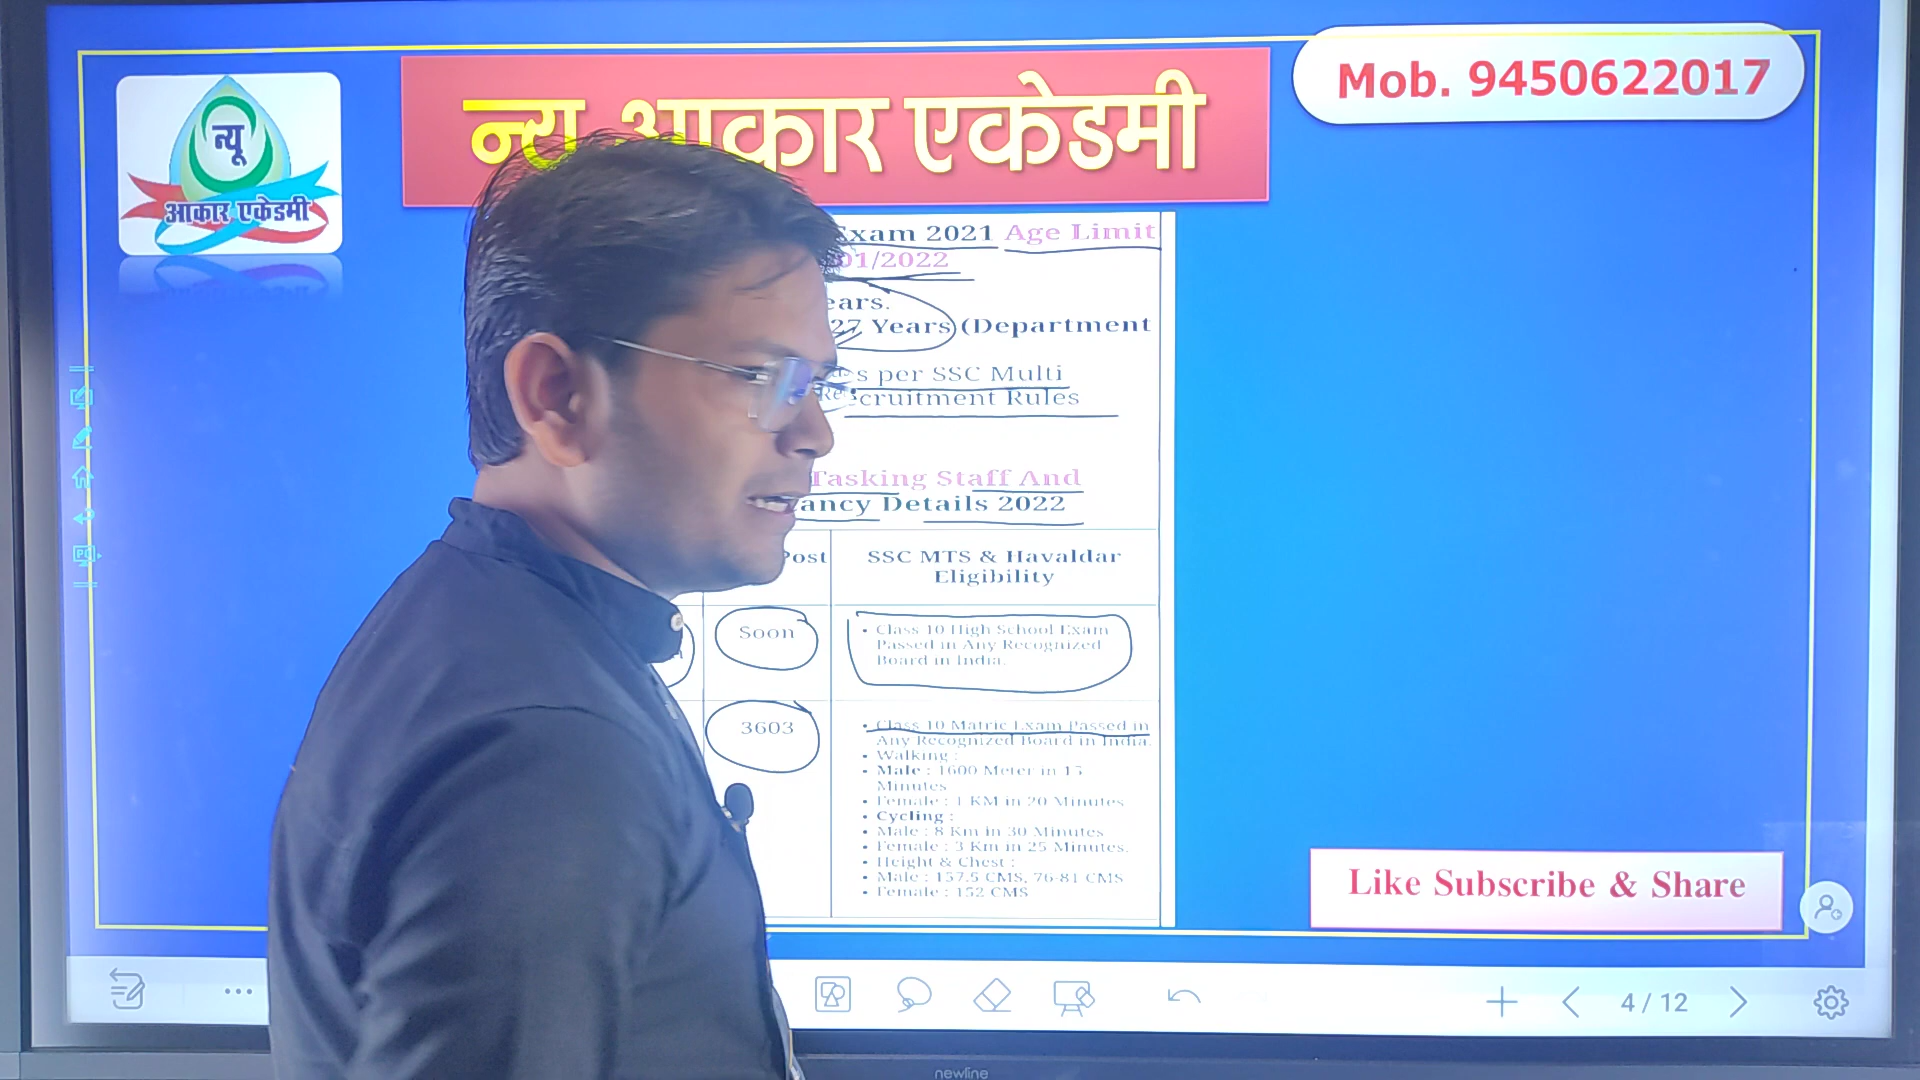 न्यू
आकार एकेडमी
न्यू आकार एकेडमी
Mob. 9450622017
Exam 2021 Age Limit
01/2022
ears.
27 Years (Department
s per SSC Multi
Recruitment Rules
Tasking Staff And
ancy Details 2022
Post
SSC MTS & Havaldar
Eligibility
Soon
• Class 10 High School Exam
Passed in Any Recognized
Board in India.
3603
• Class 10 Matric Exam Passed in
Any Recognized Board in India.
• Walking :
• Male : 1600 Meter in 15
Minutes
• Female : 1 KM in 20 Minutes
• Cycling :
• Male : 8 Km in 30 Minutes
• Female : 3 Km in 25 Minutes.
• Height & Chest :
• Male : 157.5 CMS, 76-81 CMS
• Female : 152 CMS
Like Subscribe & Share
4 / 12
newline